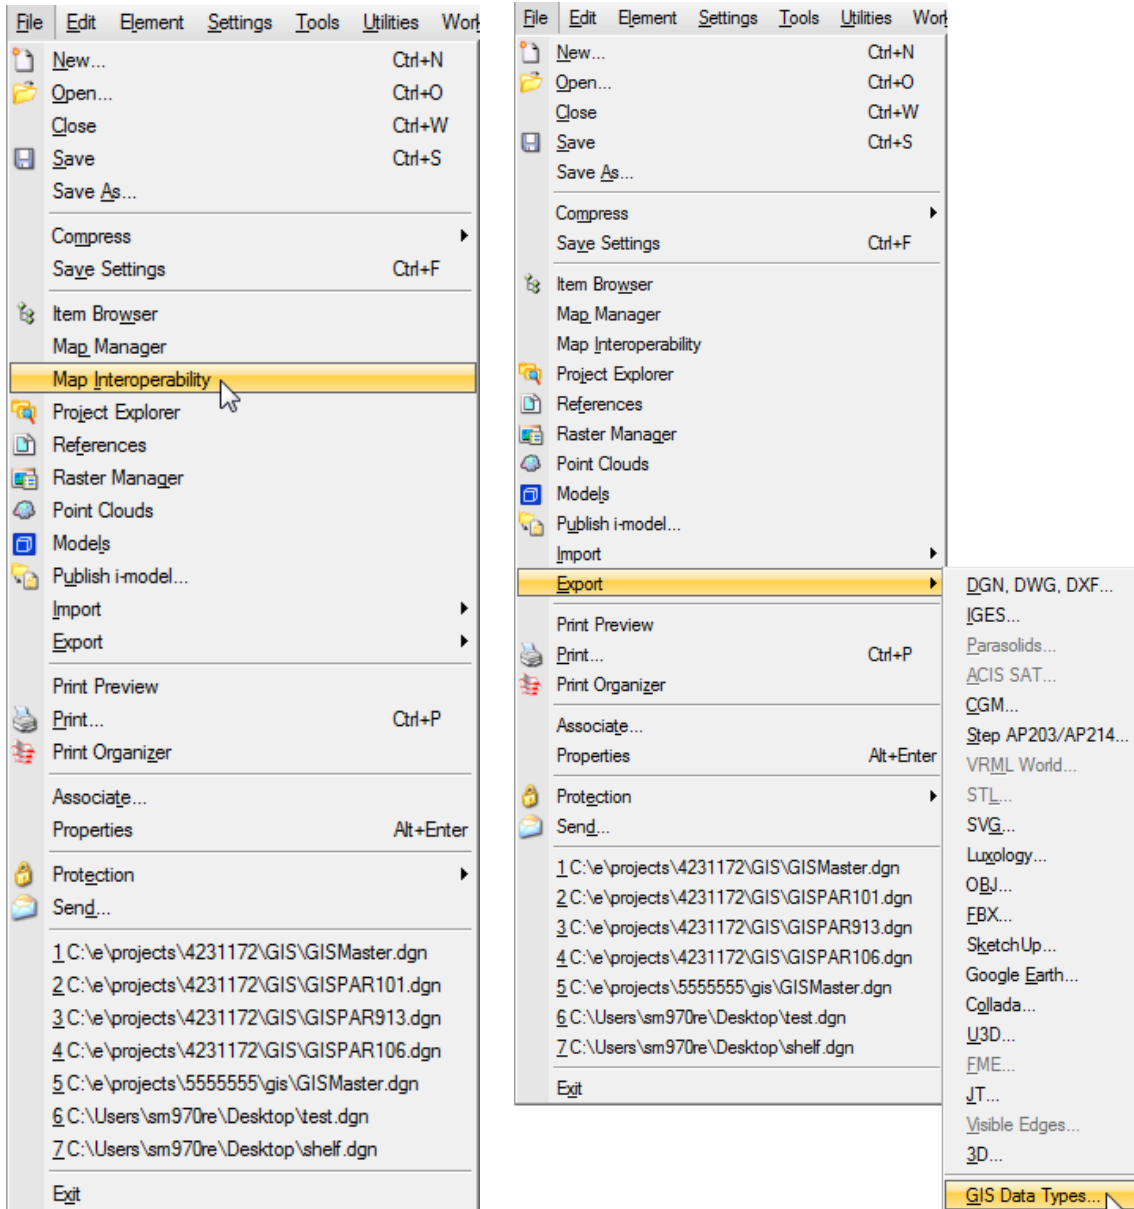 File Edit Element Settings Tools Utilities Work
New... Ctrl+N
Open... Ctrl+O
Close Ctrl+W
Save Ctrl+S
Save As...
Compress
Save Settings Ctrl+F
Item Browser
Map Manager
Map Interoperability
Project Explorer
References
Raster Manager
Point Clouds
Models
Publish i-model...
Import
Export
Print Preview
Print... Ctrl+P
Print Organizer
Associate...
Properties Alt+Enter
Protection
Send...
1 C:\e\projects\4231172\GIS\GISMaster.dgn
2 C:\e\projects\4231172\GIS\GISPAR101.dgn
3 C:\e\projects\4231172\GIS\GISPAR913.dgn
4 C:\e\projects\4231172\GIS\GISPAR106.dgn
5 C:\e\projects\5555555\gis\GISMaster.dgn
6 C:\Users\sm970re\Desktop\test.dgn
7 C:\Users\sm970re\Desktop\shelf.dgn
Exit
File Edit Element Settings Tools Utilities Work
New... Ctrl+N
Open... Ctrl+O
Close Ctrl+W
Save Ctrl+S
Save As...
Compress
Save Settings Ctrl+F
Item Browser
Map Manager
Map Interoperability
Project Explorer
References
Raster Manager
Point Clouds
Models
Publish i-model...
Import
Export
Print Preview
Print... Ctrl+P
Print Organizer
Associate...
Properties Alt+Enter
Protection
Send...
1 C:\e\projects\4231172\GIS\GISMaster.dgn
2 C:\e\projects\4231172\GIS\GISPAR101.dgn
3 C:\e\projects\4231172\GIS\GISPAR913.dgn
4 C:\e\projects\4231172\GIS\GISPAR106.dgn
5 C:\e\projects\5555555\gis\GISMaster.dgn
6 C:\Users\sm970re\Desktop\test.dgn
7 C:\Users\sm970re\Desktop\shelf.dgn
Exit
DGN, DWG, DXF...
IGES...
Parasolids...
ACIS SAT...
CGM...
Step AP203/AP214...
VRML World...
STL...
SVG...
Luxology...
OBJ...
FBX...
SketchUp...
Google Earth...
Collada...
U3D...
FME...
JT...
Visible Edges...
3D...
GIS Data Types...